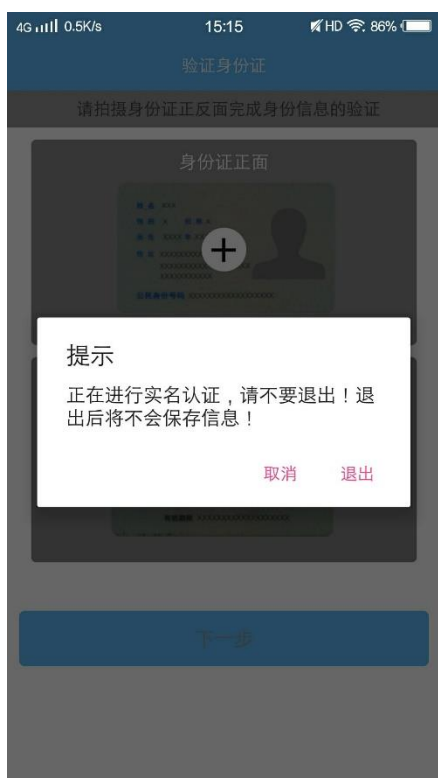 4G 0.5K/s 15:15 HD 86%
验证身份证
请拍摄身份证正反面完成身份信息的验证
身份证正面
提示
正在进行实名认证，请不要退出！退
出后将不会保存信息！
取消 退出
下一步